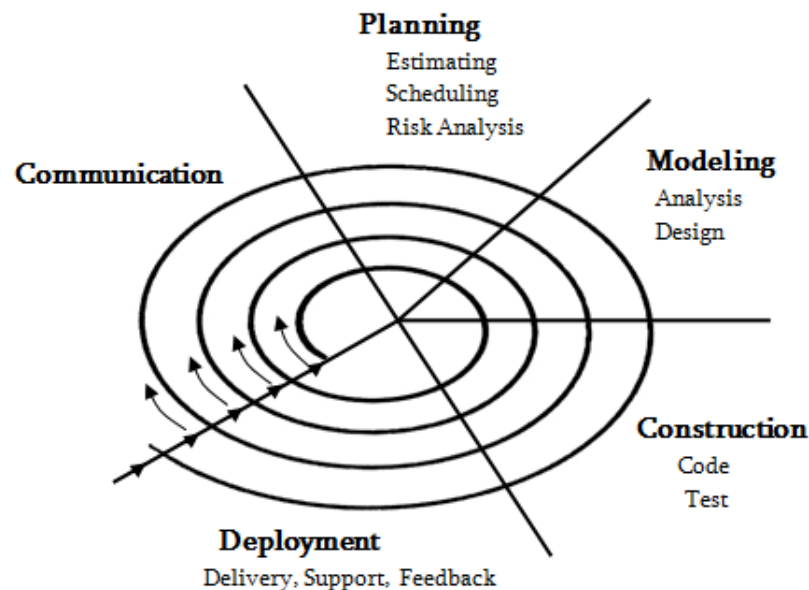 Planning
Estimating
Scheduling
Risk Analysis
Communication
Modeling
Analysis
Design
Construction
Code
Test
Deployment
Delivery, Support, Feedback